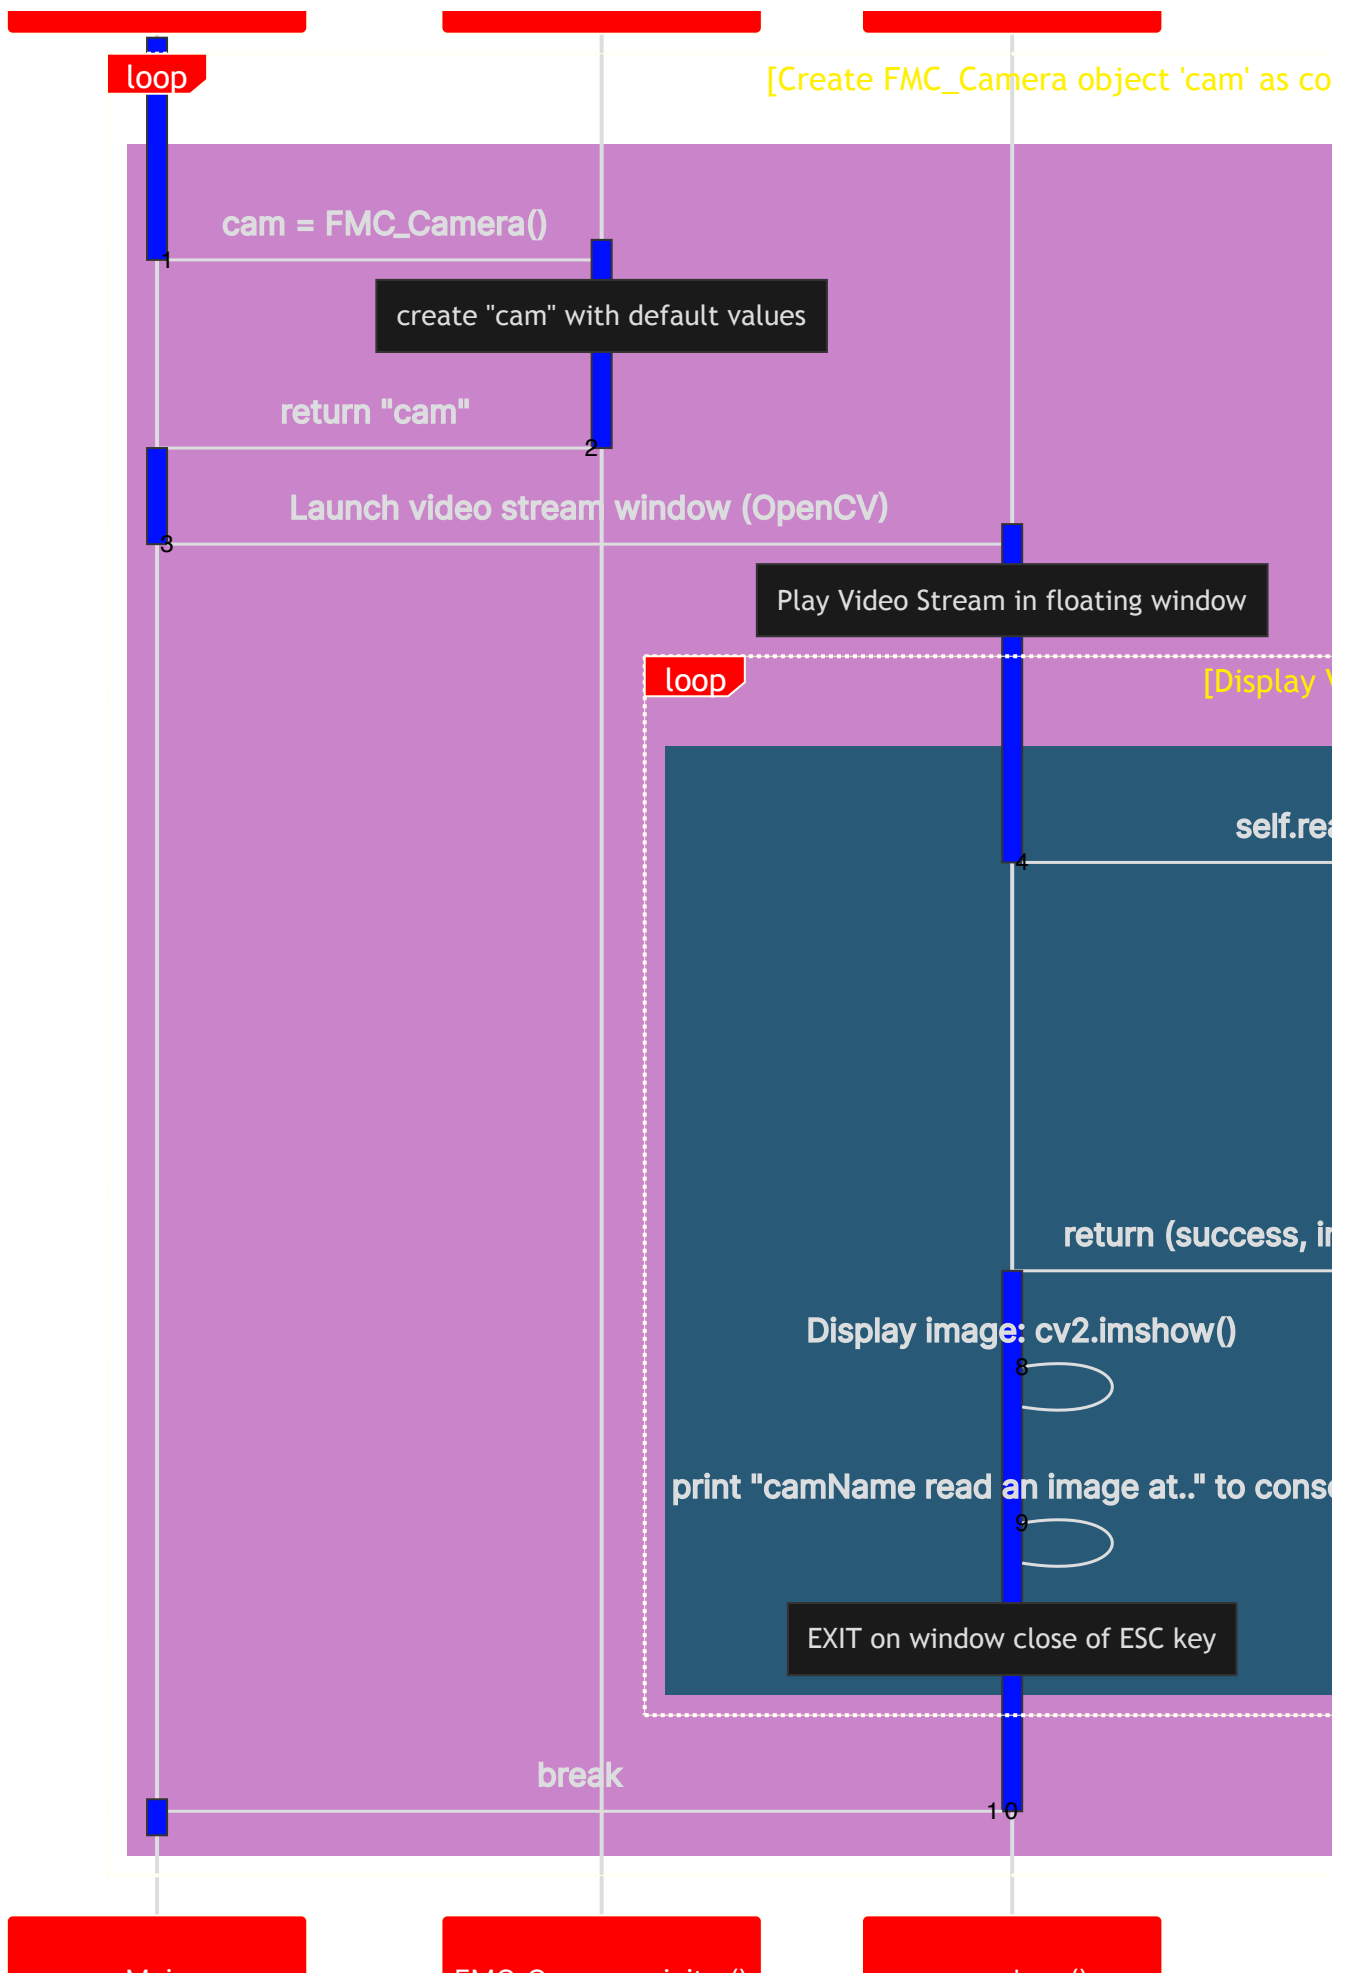 loop
[Create FMC_Camera object 'cam' as co
cam = FMC_Camera()
1
create "cam" with default values
return "cam"
2
Launch video stream window (OpenCV)
3
Play Video Stream in floating window
loop
[Display
self.rea
4
return (success,
Display image: cv2.imshow()
8
print "camName read an image at.." to conso
9
EXIT on window close of ESC key
break
10